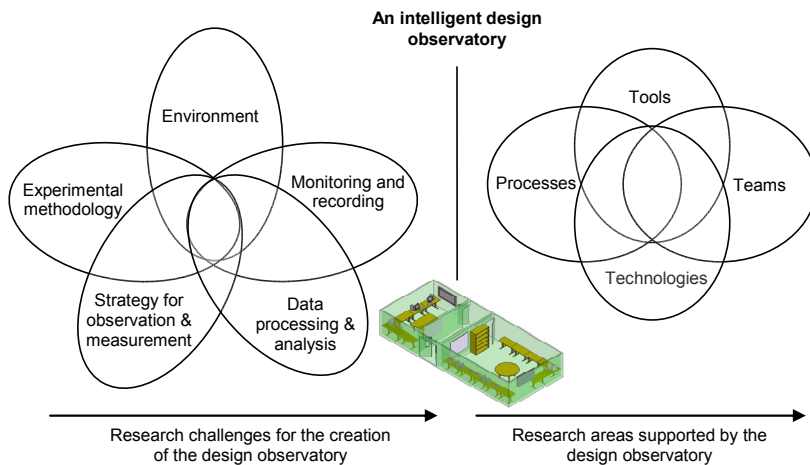 An intelligent design
observatory
Environment
Experimental
methodology
Monitoring and
recording
Strategy for
observation &
measurement
Data
processing &
analysis
Tools
Processes
Teams
Technologies
Research challenges for the creation
of the design observatory
Research areas supported by the
design observatory